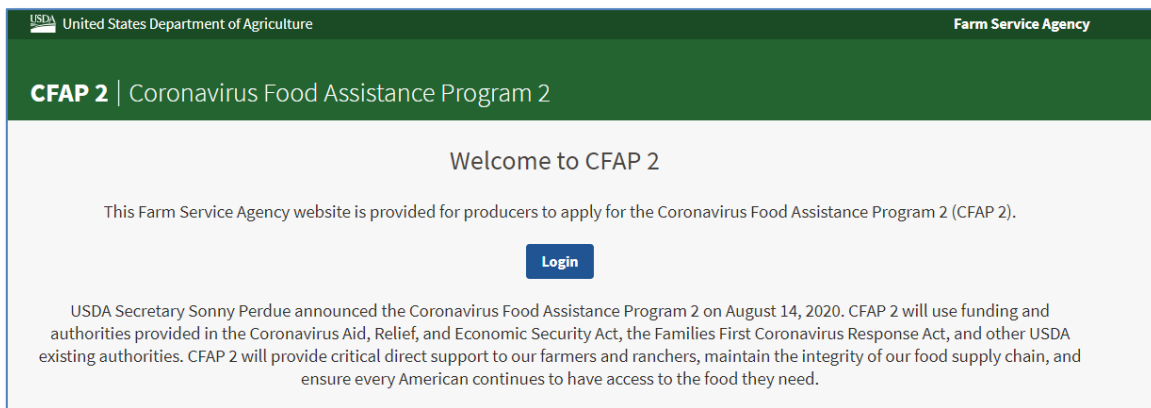 USDA United States Department of Agriculture Farm Service Agency
CFAP 2 | Coronavirus Food Assistance Program 2
Welcome to CFAP 2
This Farm Service Agency website is provided for producers to apply for the Coronavirus Food Assistance Program 2 (CFAP 2).
Login
USDA Secretary Sonny Perdue announced the Coronavirus Food Assistance Program 2 on August 14, 2020. CFAP 2 will use funding and
authorities provided in the Coronavirus Aid, Relief, and Economic Security Act, the Families First Coronavirus Response Act, and other USDA
existing authorities. CFAP 2 will provide critical direct support to our farmers and ranchers, maintain the integrity of our food supply chain, and
ensure every American continues to have access to the food they need.